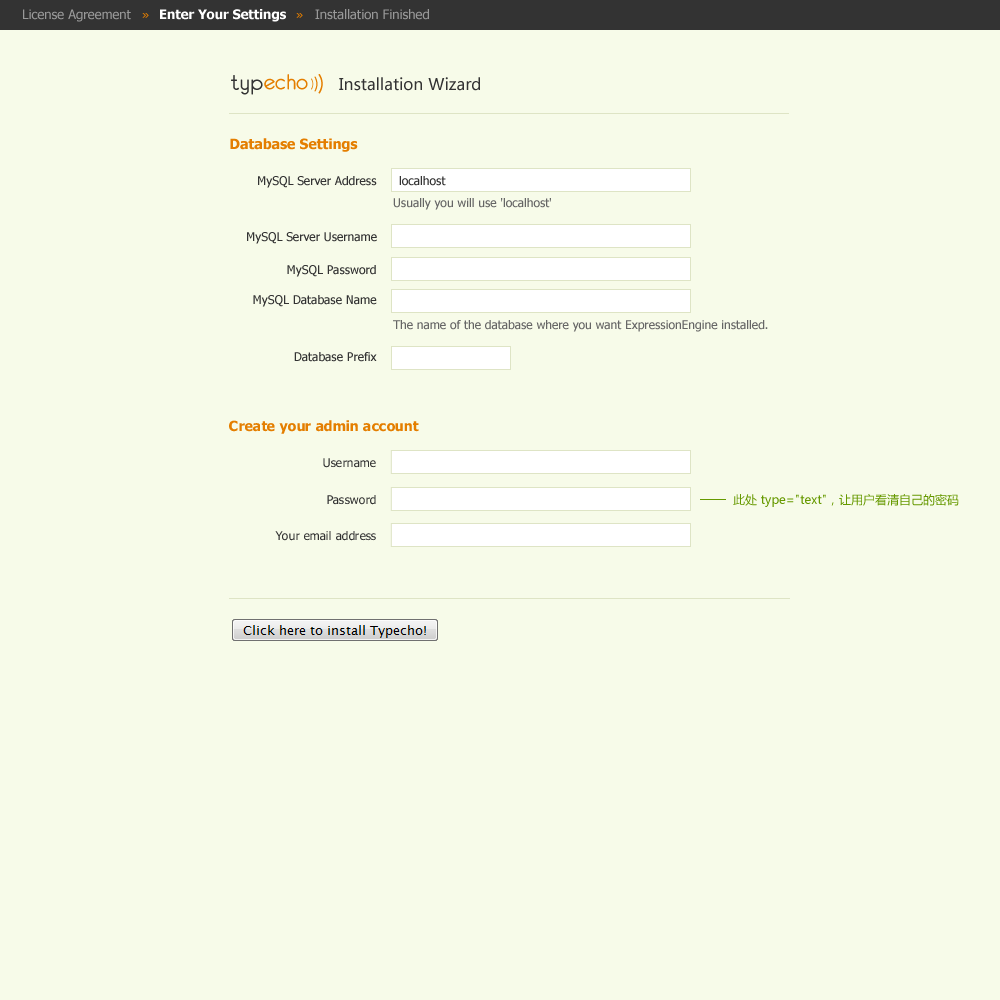 License Agreement » Enter Your Settings » Installation Finished
typecho))) Installation Wizard
Database Settings
MySQL Server Address localhost
Usually you will use 'localhost'
MySQL Server Username
MySQL Password
MySQL Database Name
The name of the database where you want ExpressionEngine installed.
Database Prefix
Create your admin account
Username
Password 此处 type="text"，让用户看清自己的密码
Your email address
Click here to install Typecho!